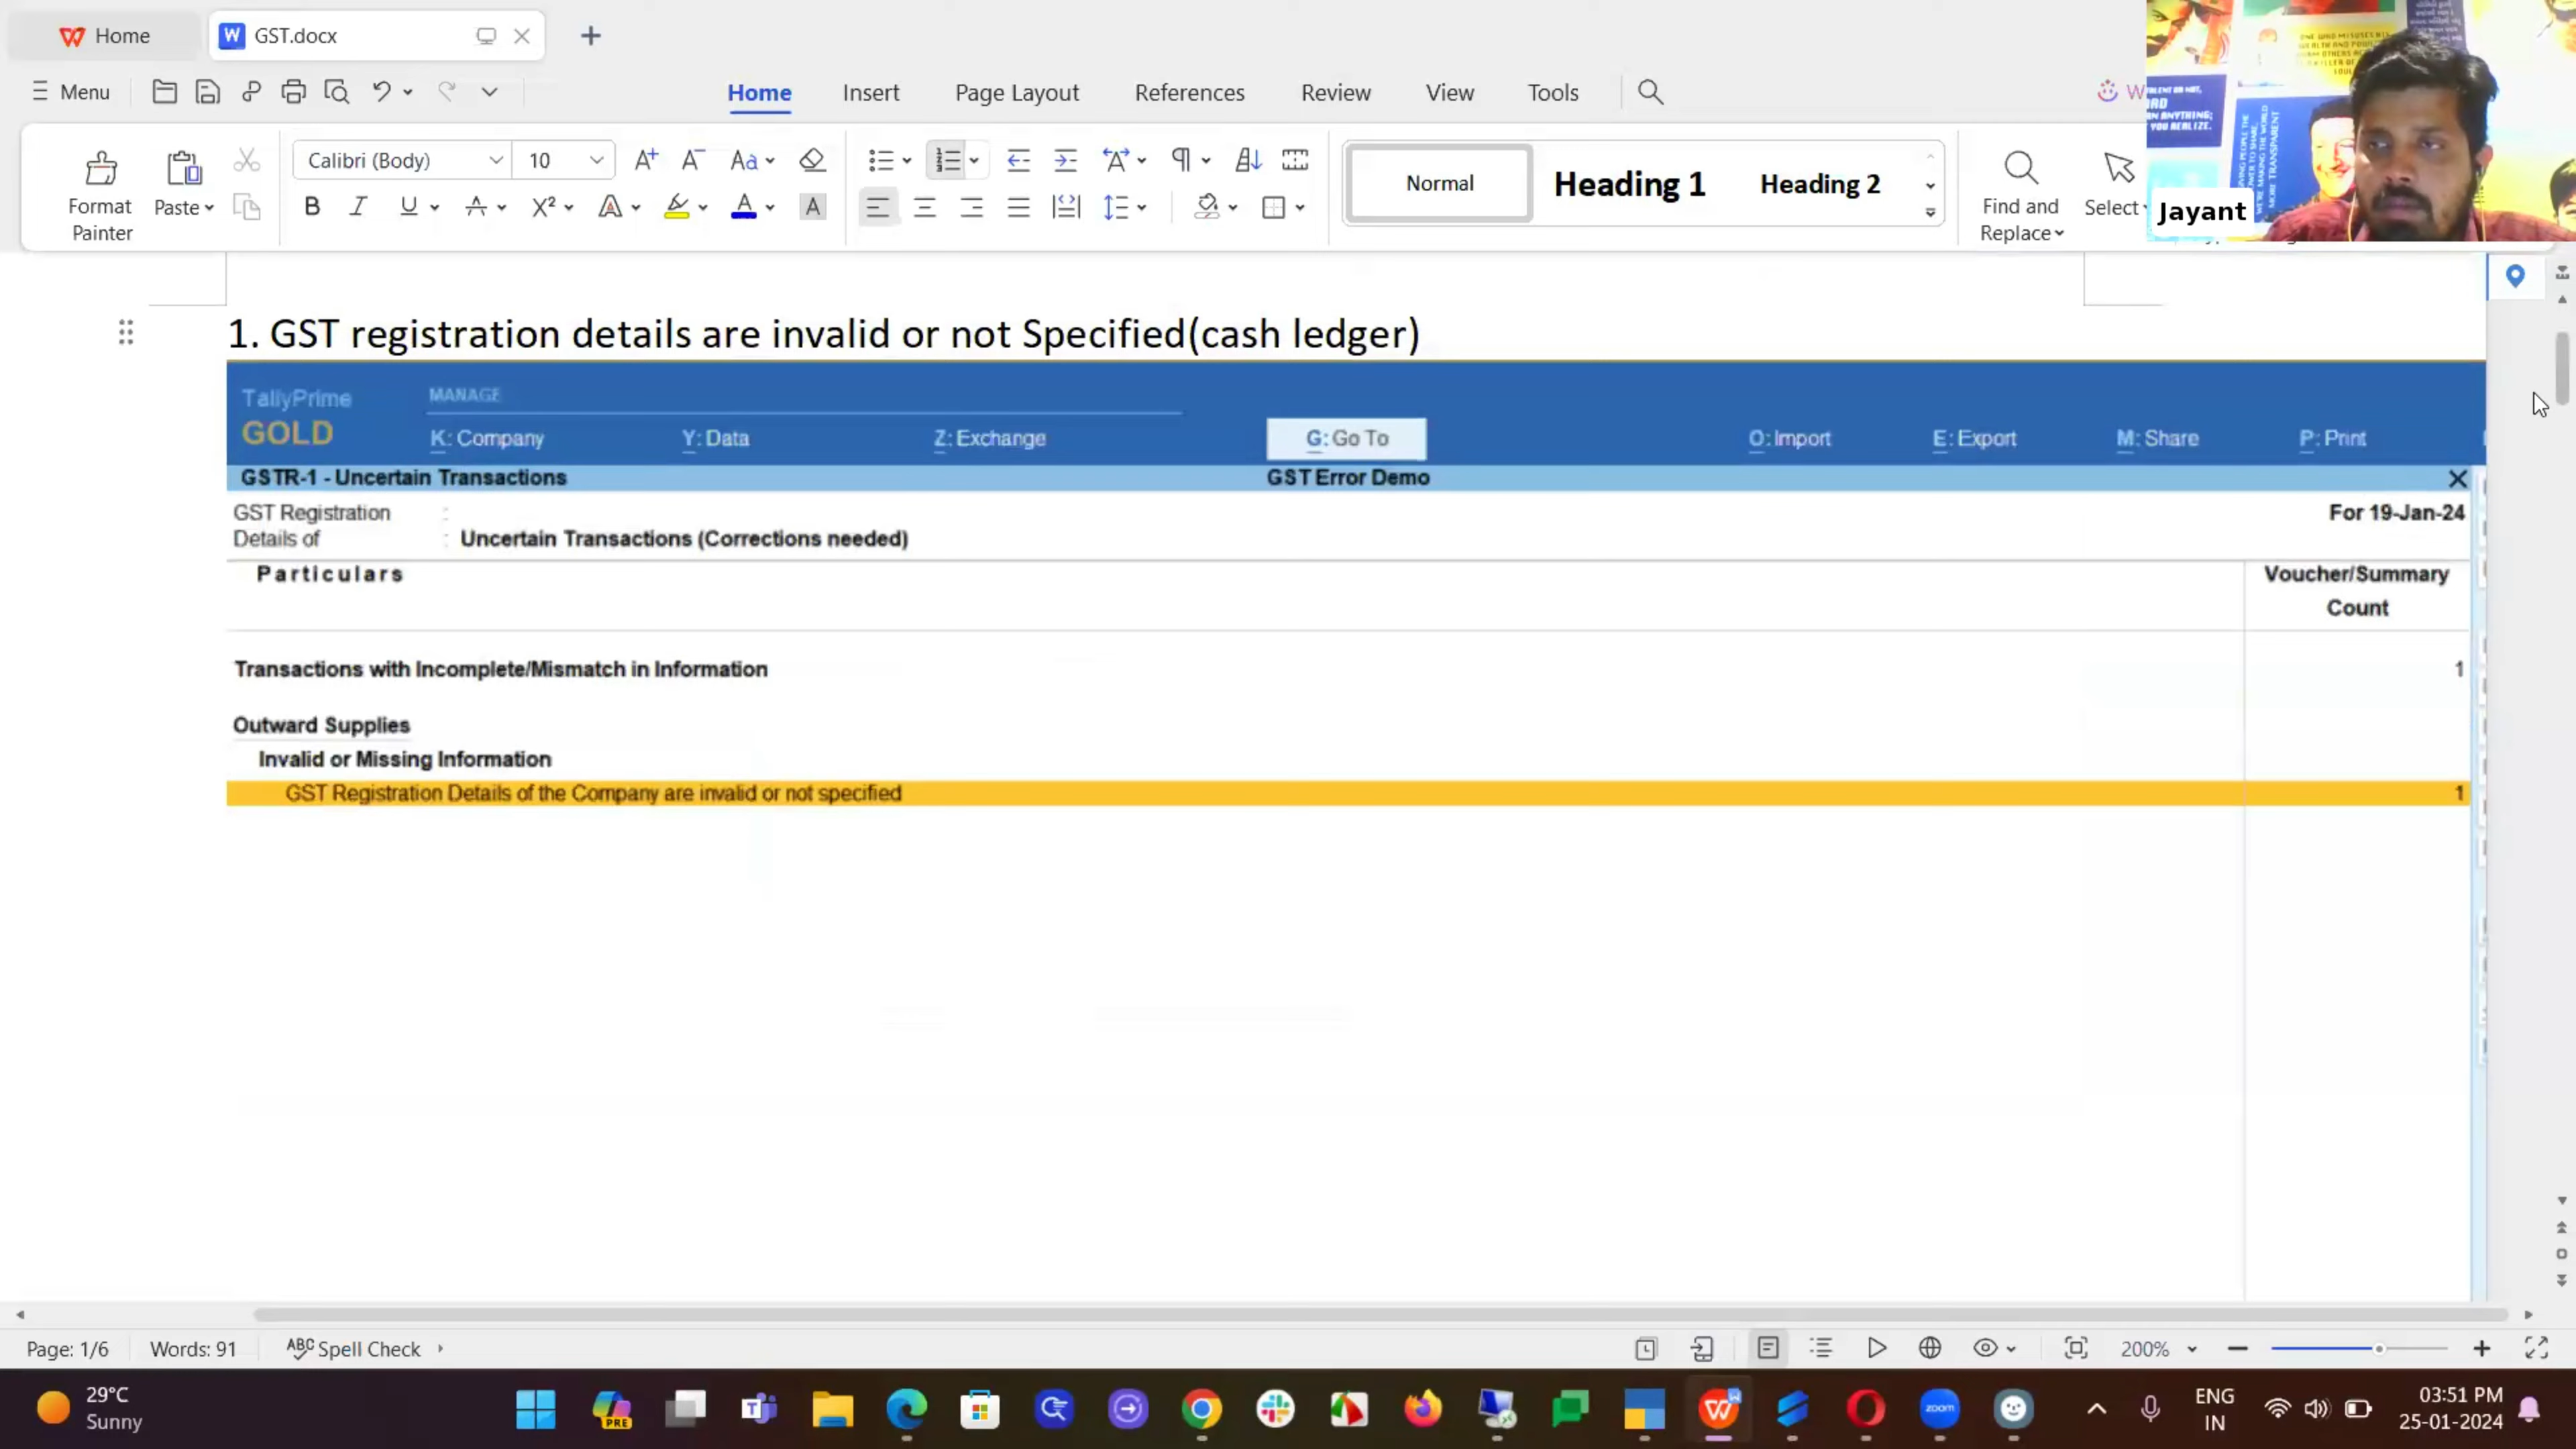 Home
GST.docx
Menu
Home Insert Page Layout References Review View Tools
Format Painter
Paste
Calibri (Body) 10
Normal
Heading 1
Heading 2
Find and Replace
Select
Jayant
1. GST registration details are invalid or not Specified(cash ledger)
TallyPrime
GOLD
MANAGE
K: Company Y: Data Z: Exchange G: Go To O: Import E: Export M: Share P: Print
GSTR-1 - Uncertain Transactions GST Error Demo
GST Registration : For 19-Jan-24
Details of : Uncertain Transactions (Corrections needed)
Particulars Voucher/Summary
Count
Transactions with Incomplete/Mismatch in Information 1
Outward Supplies
Invalid or Missing Information
GST Registration Details of the Company are invalid or not specified 1
Page: 1/6 Words: 91 Spell Check 200%
29°C
Sunny
PRE
zoom
ENG
IN
03:51 PM
25-01-2024